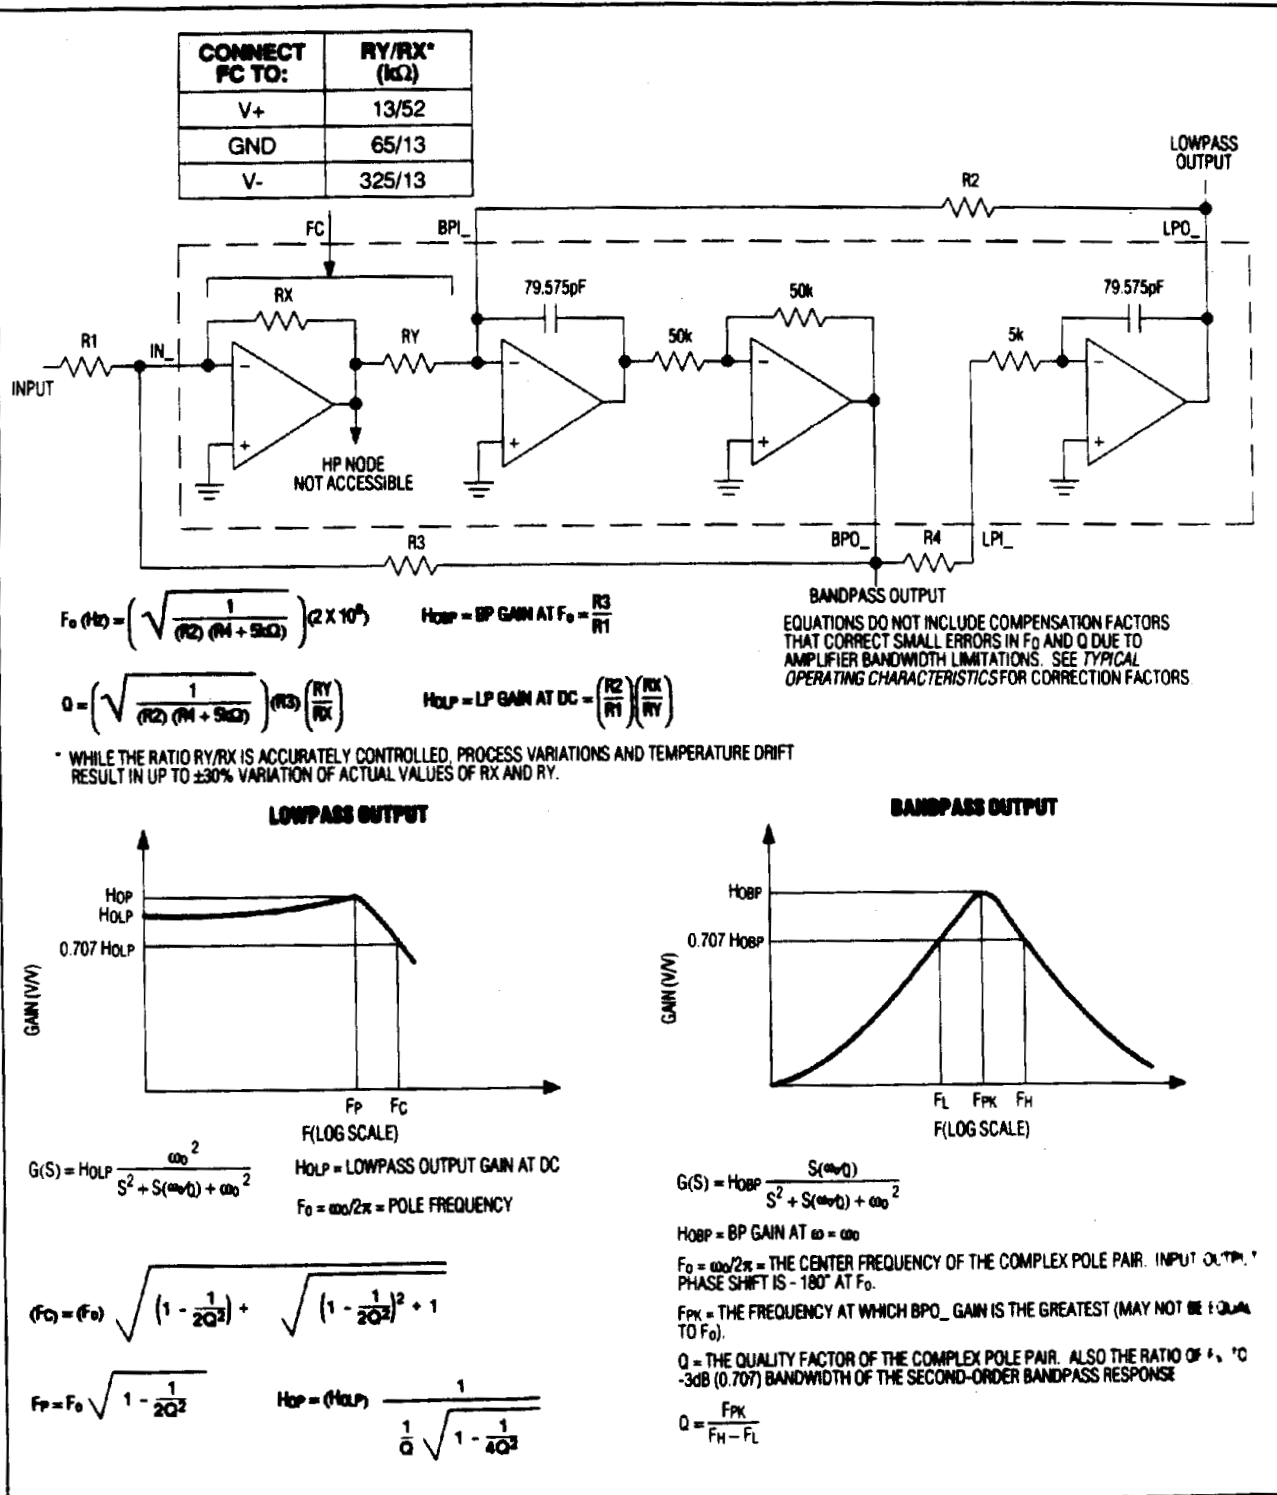 CONNECT FC TO: RY/RX* (kΩ)
V+ 13/52
GND 65/13
V- 325/13
LOWPASS
OUTPUT
R2
FC
BPI_
LPO_
RX
79.575pF
50k
79.575pF
R1
IN_
RY
50k
5k
INPUT
−
+
−
+
−
+
−
+
HP NODE
NOT ACCESSIBLE
R3
BPO_
R4
LPI_
BANDPASS OUTPUT
F₀ (Hz) = (√(1 / (R2) (R4 + 5kΩ))) (2 X 10⁹)
HOBP = BP GAIN AT F₀ = R3/R1
EQUATIONS DO NOT INCLUDE COMPENSATION FACTORS
THAT CORRECT SMALL ERRORS IN F₀ AND Q DUE TO
AMPLIFIER BANDWIDTH LIMITATIONS. SEE TYPICAL
OPERATING CHARACTERISTICS FOR CORRECTION FACTORS
Q = (√(1 / (R2) (R4 + 5kΩ))) (R3) (RY/RX)
HOLP = LP GAIN AT DC = (R2/R1)(RX/RY)
* WHILE THE RATIO RY/RX IS ACCURATELY CONTROLLED, PROCESS VARIATIONS AND TEMPERATURE DRIFT
RESULT IN UP TO ±30% VARIATION OF ACTUAL VALUES OF RX AND RY.
LOWPASS OUTPUT
HOP
HOLP
0.707 HOLP
GAIN (V/V)
FP FC
F(LOG SCALE)
G(S) = HOLP ω₀² / (S² + S(ω₀/Q) + ω₀²)
HOLP = LOWPASS OUTPUT GAIN AT DC
F₀ = ω₀/2π = POLE FREQUENCY
(FC) = (F₀) √((1 - 1/2Q²) + √((1 - 1/2Q²)² + 1))
FP = F₀ √(1 - 1/2Q²)
HOP = (HOLP) 1 / (1/Q √(1 - 1/4Q²))
BANDPASS OUTPUT
HOBP
0.707 HOBP
GAIN (V/V)
FL FPK FH
F(LOG SCALE)
G(S) = HOBP S(ω₀/Q) / (S² + S(ω₀/Q) + ω₀²)
HOBP = BP GAIN AT ω = ω₀
F₀ = ω₀/2π = THE CENTER FREQUENCY OF THE COMPLEX POLE PAIR. INPUT OUTPUT
PHASE SHIFT IS - 180° AT F₀.
FPK = THE FREQUENCY AT WHICH BPO_ GAIN IS THE GREATEST (MAY NOT BE EQUAL
TO F₀).
Q = THE QUALITY FACTOR OF THE COMPLEX POLE PAIR. ALSO THE RATIO OF
-3dB (0.707) BANDWIDTH OF THE SECOND-ORDER BANDPASS RESPONSE
Q = FPK / (FH – FL)